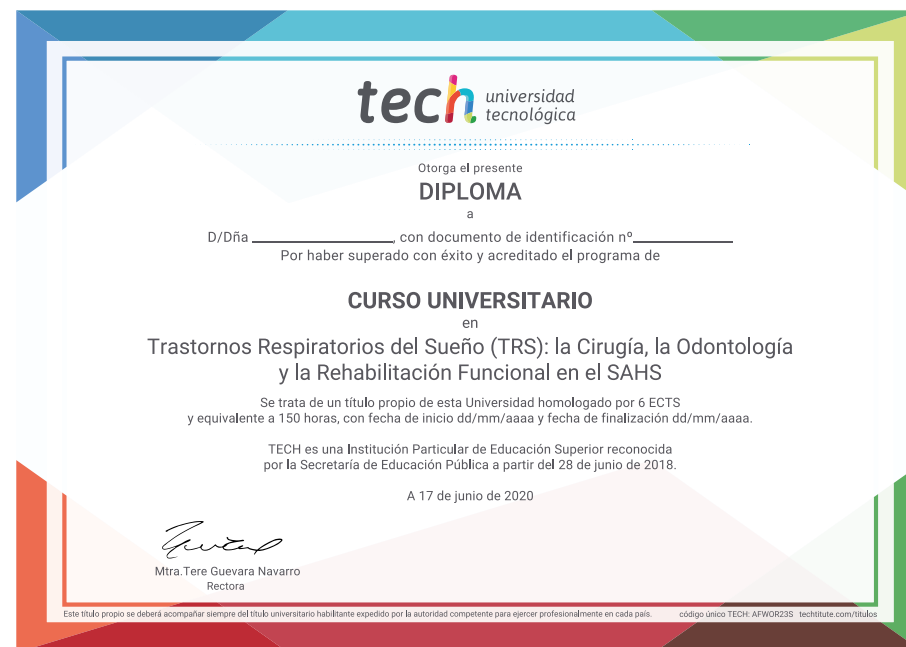 tech universidad
tecnológica
Otorga el presente
DIPLOMA
a
D/Dña ____________________, con documento de identificación nº______________
Por haber superado con éxito y acreditado el programa de
CURSO UNIVERSITARIO
en
Trastornos Respiratorios del Sueño (TRS): la Cirugía, la Odontología
y la Rehabilitación Funcional en el SAHS
Se trata de un título propio de esta Universidad homologado por 6 ECTS
y equivalente a 150 horas, con fecha de inicio dd/mm/aaaa y fecha de finalización dd/mm/aaaa.
TECH es una Institución Particular de Educación Superior reconocida
por la Secretaría de Educación Pública a partir del 28 de junio de 2018.
A 17 de junio de 2020
Mtra.Tere Guevara Navarro
Rectora
Este título propio se deberá acompañar siempre del título universitario habilitante expedido por la autoridad competente para ejercer profesionalmente en cada país. código único TECH: AFWOR23S techtitute.com/títulos